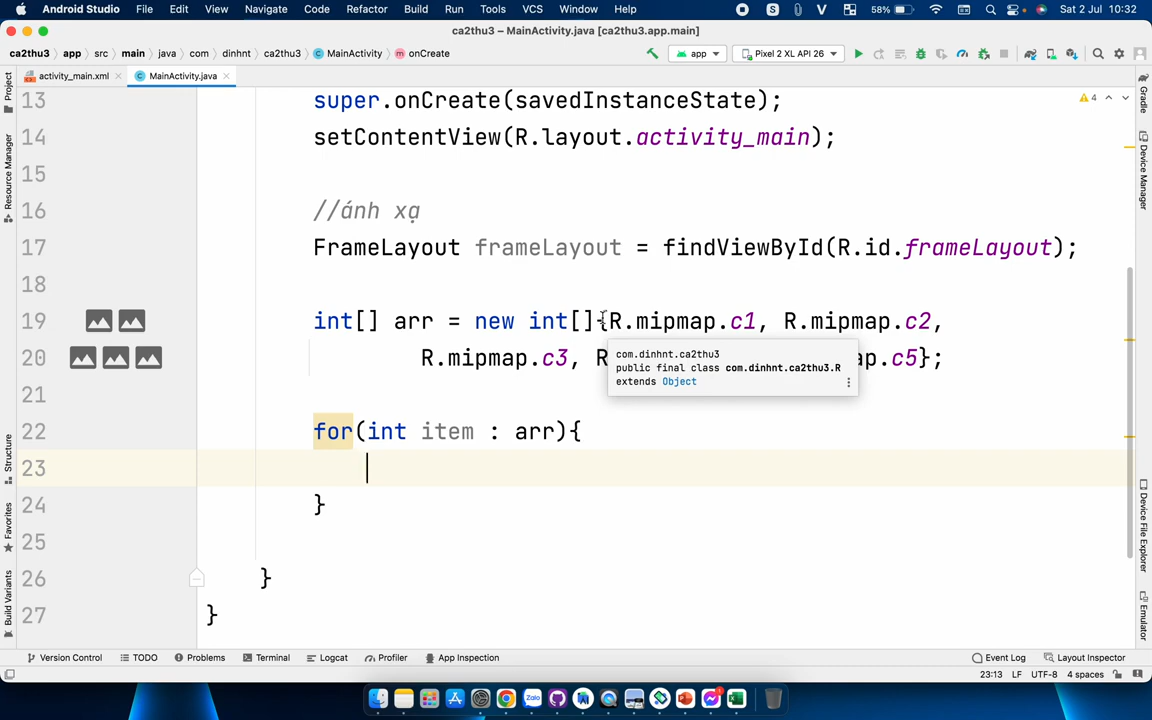 Android Studio File Edit View Navigate Code Refactor Build Run Tools VCS Window Help 58% Sat 2 Jul 10:32
ca2thu3 – MainActivity.java [ca2thu3.app.main]
ca2thu3 app src main java com dinhnt ca2thu3 MainActivity onCreate app Pixel 2 XL API 26
activity_main.xml MainActivity.java
Project
Resource Manager
Structure
Favorites
Build Variants
13 super.onCreate(savedInstanceState);
14 setContentView(R.layout.activity_main);
15
16 //ánh xạ
17 FrameLayout frameLayout = findViewById(R.id.frameLayout);
18
19 int[] arr = new int[]{R.mipmap.c1, R.mipmap.c2,
20 R.mipmap.c3, R ap.c5};
com.dinhnt.ca2thu3
public final class com.dinhnt.ca2thu3.R
extends Object
21
22 for(int item : arr){
23
24 }
25
26 }
27 }
4
Gradle
Device Manager
Device File Explorer
Emulator
Version Control TODO Problems Terminal Logcat Profiler App Inspection Event Log Layout Inspector
23:13 LF UTF-8 4 spaces
Zalo